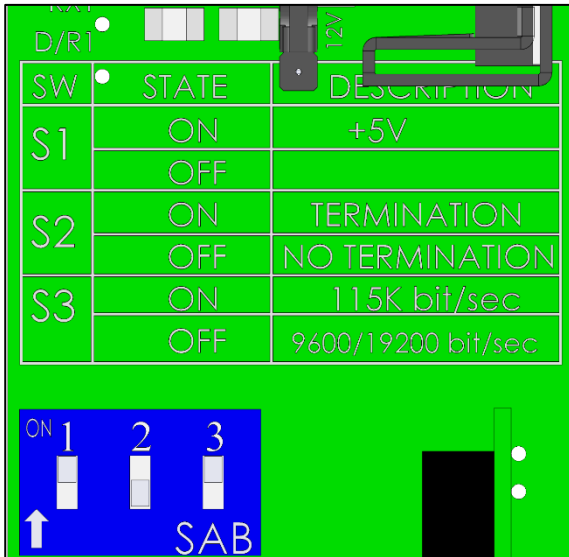 D/R1
12V
SW STATE DESCRIPTION
S1 ON +5V
OFF
S2 ON TERMINATION
OFF NO TERMINATION
S3 ON 115K bit/sec
OFF 9600/19200 bit/sec
ON 1 2 3
SAB